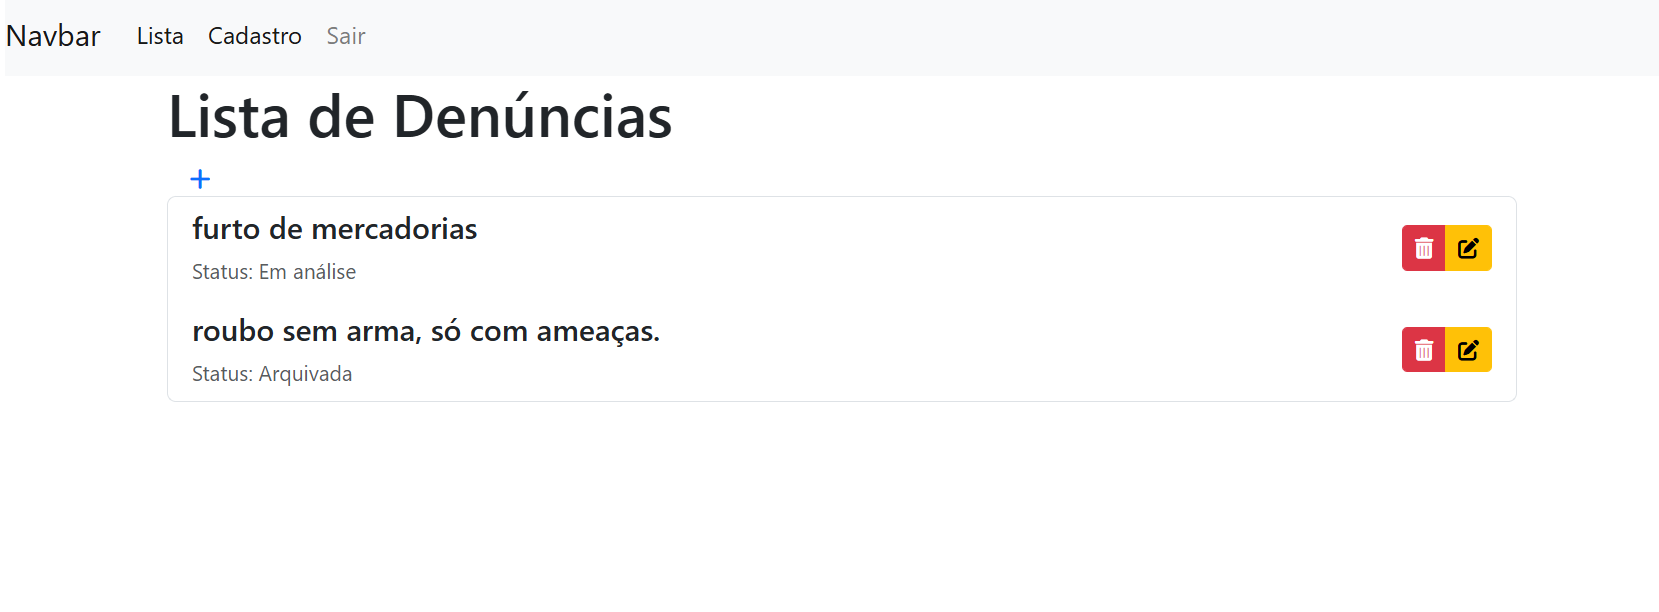 Navbar Lista Cadastro Sair
Lista de Denúncias
furto de mercadorias
Status: Em análise
roubo sem arma, só com ameaças.
Status: Arquivada